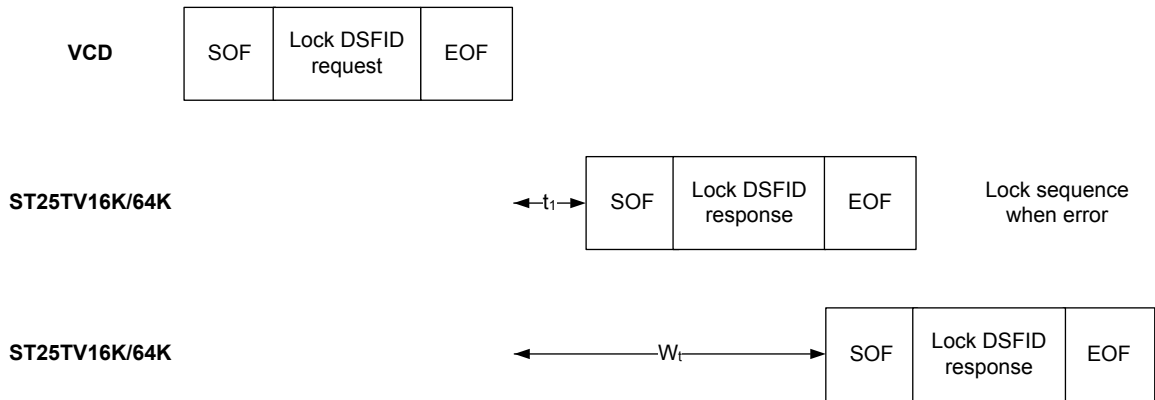 VCD
SOF
Lock DSFID
request
EOF
ST25TV16K/64K
t₁
SOF
Lock DSFID
response
EOF
Lock sequence
when error
ST25TV16K/64K
Wₜ
SOF
Lock DSFID
response
EOF